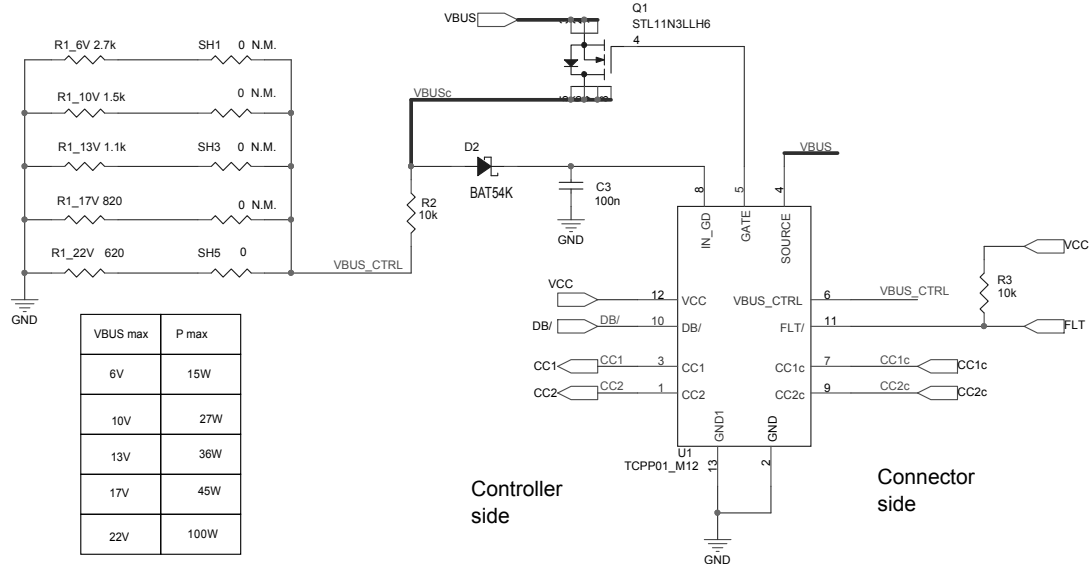 Q1
STL11N3LLH6
VBUS
4
R1_6V 2.7k
SH1
0 N.M.
R1_10V 1.5k
0 N.M.
VBUSc
R1_13V 1.1k
SH3
0 N.M.
D2
BAT54K
VBUS
R1_17V 820
0 N.M.
R2
10k
C3
100n
GND
8
5
4
IN_GD
GATE
SOURCE
R1_22V 620
SH5
0
VBUS_CTRL
VCC
R3
10k
GND
VCC
12
VCC
VBUS_CTRL
6
VBUS_CTRL
DB/
DB/
10
DB/
FLT/
11
FLT
CC1
CC1
3
CC1
CC1c
7
CC1c
CC1c
CC2
CC2
1
CC2
CC2c
9
CC2c
CC2c
GND1
GND
U1
TCPP01_M12
13
2
GND
VBUS max
P max
6V
15W
10V
27W
13V
36W
17V
45W
22V
100W
Controller
side
Connector
side